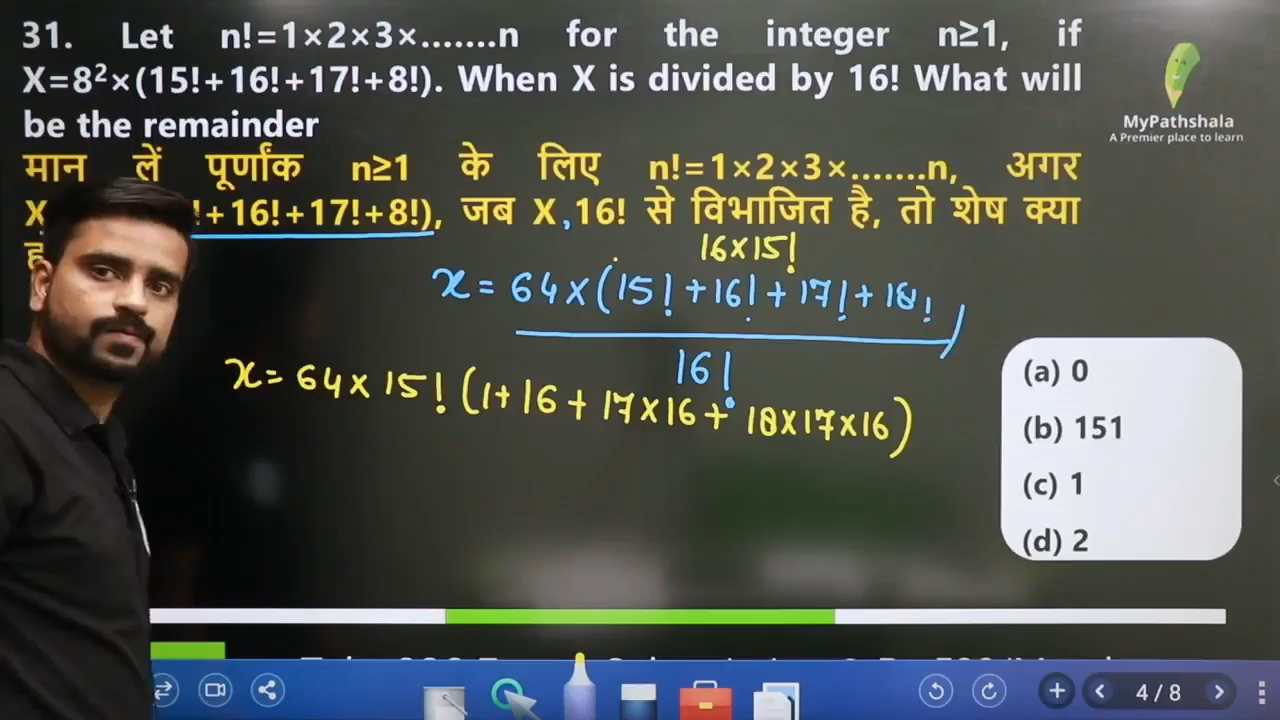 31. Let n!=1×2×3×.......n for the integer n≥1, if
X=8²×(15!+16!+17!+8!). When X is divided by 16! What will
be the remainder
मान लें पूर्णांक n≥1 के लिए n!=1×2×3×.......n, अगर
X !+16!+17!+8!), जब X,16! से विभाजित है, तो शेष क्या
ह
16×15!
x = 64×(15!+16!+17!+18!)
16!
x = 64×15!(1+16+17×16+18×17×16)
MyPathshala
A Premier place to learn
(a) 0
(b) 151
(c) 1
(d) 2
4 / 8